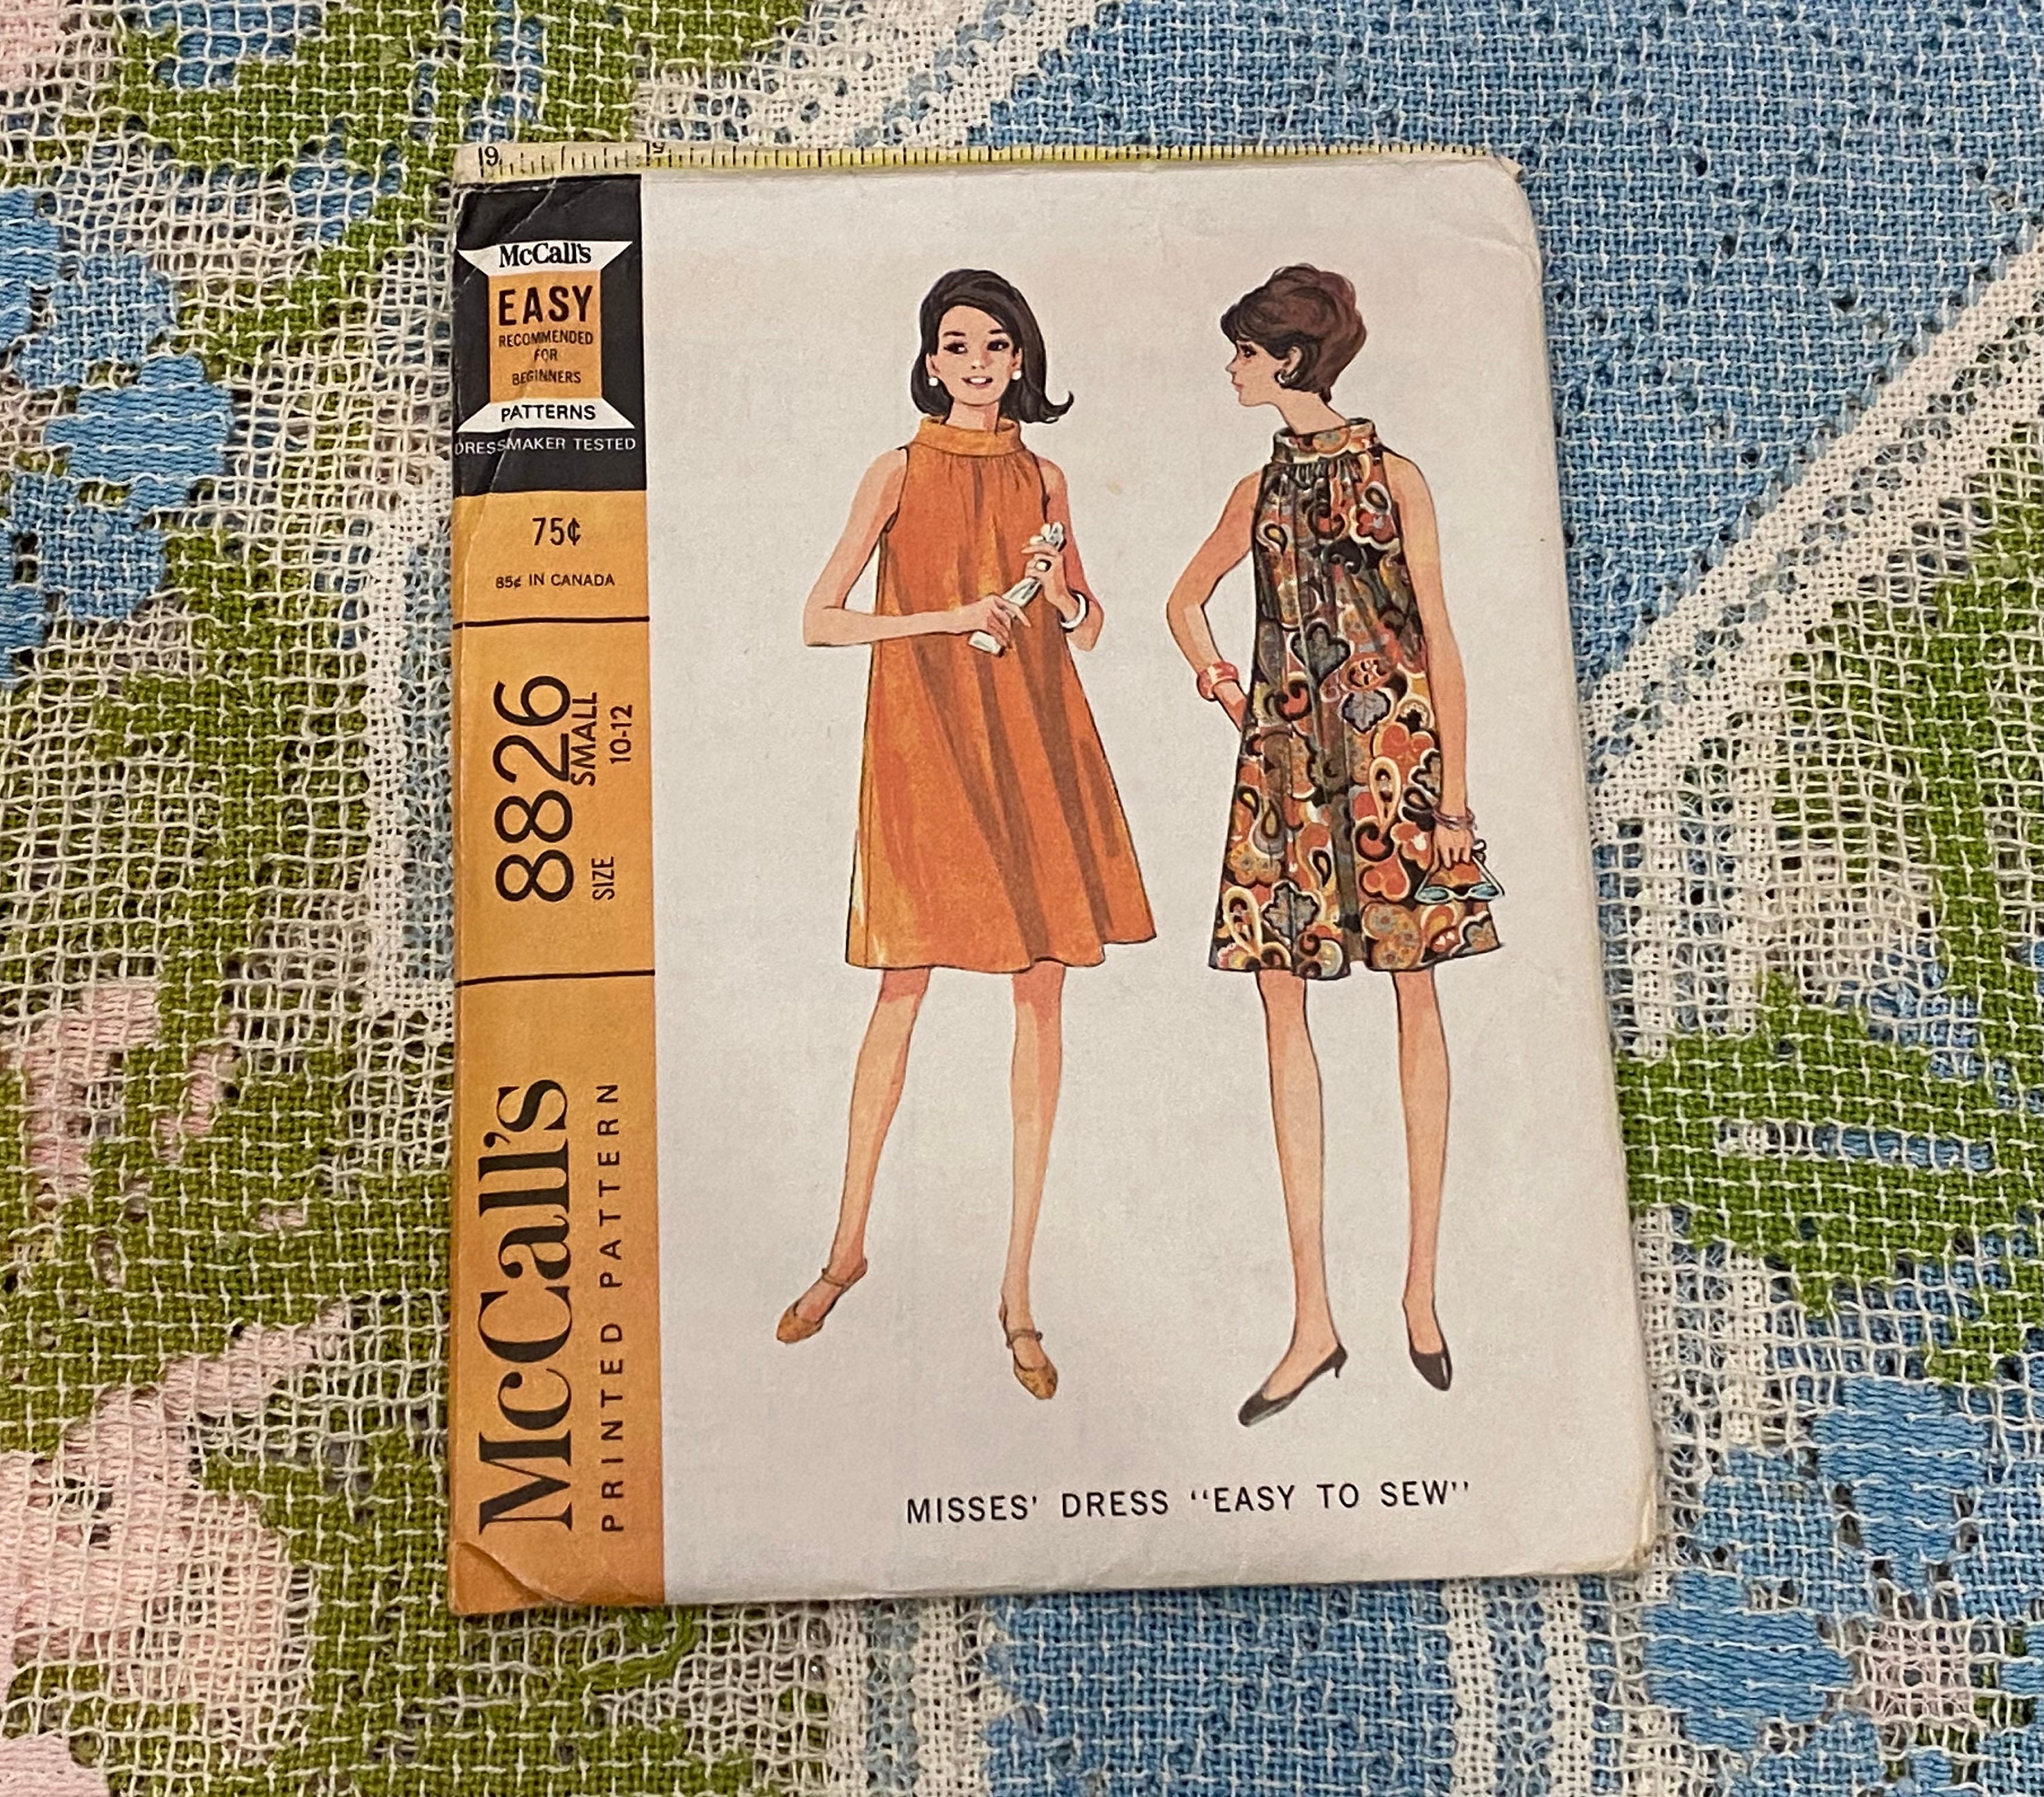 19
McCall's
EASY
RECOMMENDED
FOR
BEGINNERS
PATTERNS
DRESSMAKER TESTED
75¢
85¢ IN CANADA
8826
SIZE SMALL
10-12
McCall's
PRINTED PATTERN
MISSES' DRESS "EASY TO SEW"